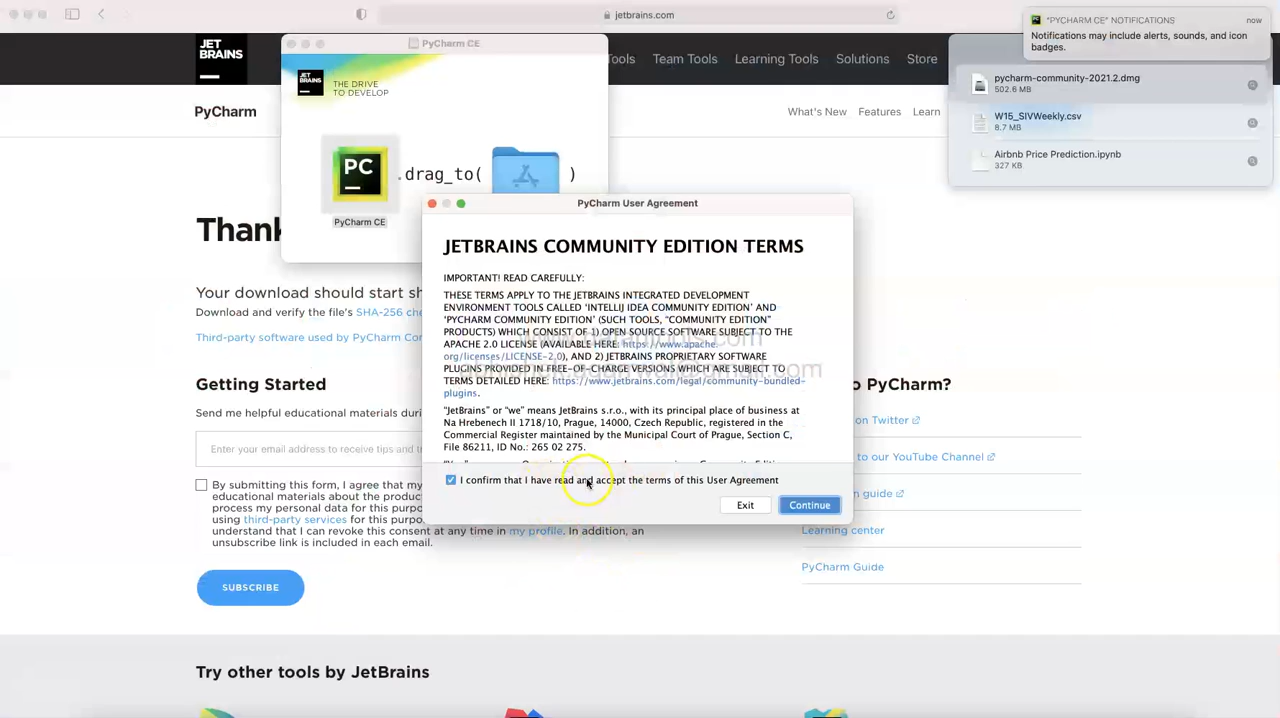 jetbrains.com
"PYCHARM CE" NOTIFICATIONS
now
Notifications may include alerts, sounds, and icon
badges.
JET
BRAINS
PyCharm CE
Tools
Team Tools
Learning Tools
Solutions
Store
THE DRIVE
TO DEVELOP
pycharm-community-2021.2.dmg
502.6 MB
W15_SIVWeekly.csv
8.7 MB
Airbnb Price Prediction.ipynb
327 KB
PyCharm
What's New
Features
Learn
PC
.drag_to(
)
PyCharm CE
Thank
PyCharm User Agreement
JETBRAINS COMMUNITY EDITION TERMS
IMPORTANT! READ CAREFULLY:
THESE TERMS APPLY TO THE JETBRAINS INTEGRATED DEVELOPMENT
ENVIRONMENT TOOLS CALLED 'INTELLIJ IDEA COMMUNITY EDITION' AND
'PYCHARM COMMUNITY EDITION' (SUCH TOOLS, "COMMUNITY EDITION"
PRODUCTS) WHICH CONSIST OF 1) OPEN SOURCE SOFTWARE SUBJECT TO THE
APACHE 2.0 LICENSE (AVAILABLE HERE: https://www.apache.
org/licenses/LICENSE-2.0), AND 2) JETBRAINS PROPRIETARY SOFTWARE
PLUGINS PROVIDED IN FREE-OF-CHARGE VERSIONS WHICH ARE SUBJECT TO
TERMS DETAILED HERE: https://www.jetbrains.com/legal/community-bundled-
plugins.
"JetBrains" or "we" means JetBrains s.r.o., with its principal place of business at
Na Hrebenech II 1718/10, Prague, 14000, Czech Republic, registered in the
Commercial Register maintained by the Municipal Court of Prague, Section C,
File 86211, ID No.: 265 02 275.
I confirm that I have read and accept the terms of this User Agreement
Exit
Continue
Your download should start sh
Download and verify the file's SHA-256 che
Third-party software used by PyCharm Com
Getting Started
Send me helpful educational materials duri
Enter your email address to receive tips and t
By submitting this form, I agree that my
educational materials about the produc
process my personal data for this purpo
using third-party services for this purpo
understand that I can revoke this consent at any time in my profile. In addition, an
unsubscribe link is included in each email.
SUBSCRIBE
to PyCharm?
on Twitter
to our YouTube Channel
guide
Learning center
PyCharm Guide
Try other tools by JetBrains